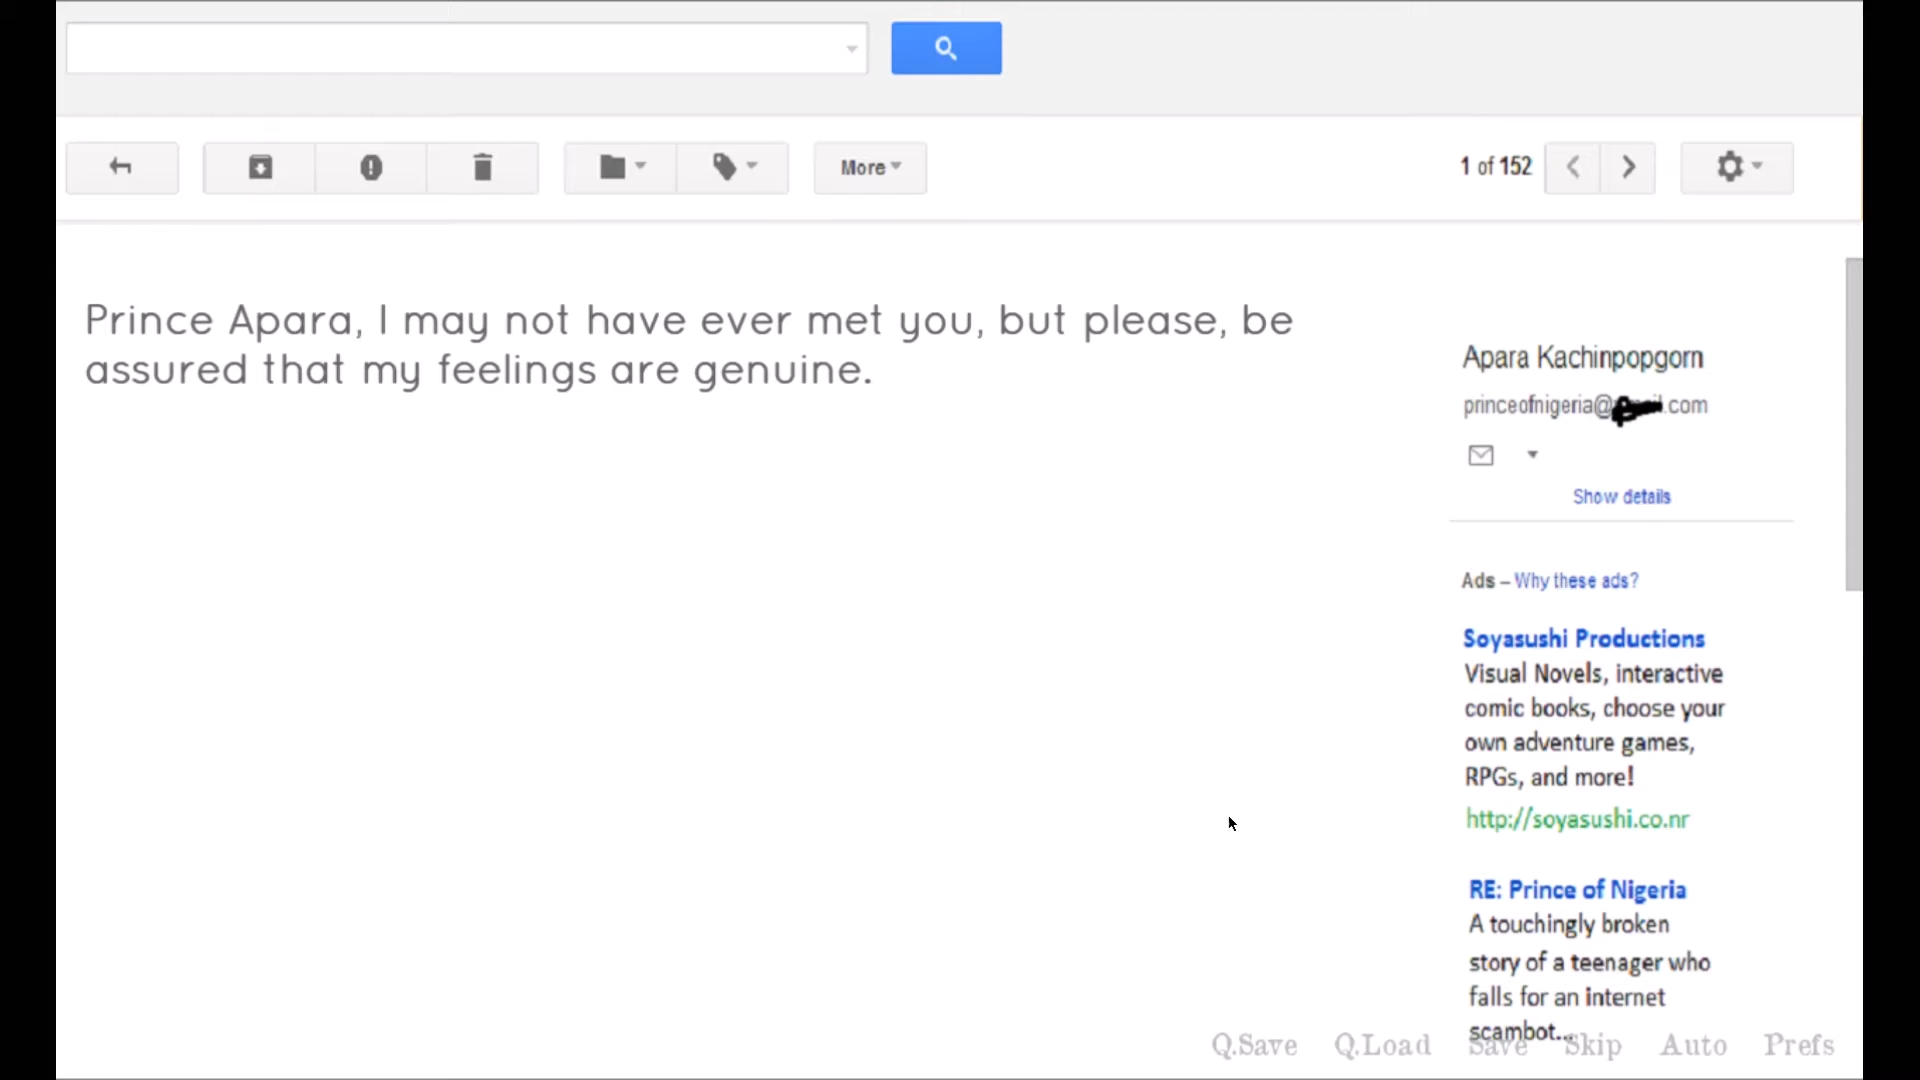 More
1 of 152
Prince Apara, I may not have ever met you, but please, be
assured that my feelings are genuine.
Apara Kachinpopgorn
princeofnigeria@ .com
Show details
Ads – Why these ads?
Soyasushi Productions
Visual Novels, interactive
comic books, choose your
own adventure games,
RPGs, and more!
http://soyasushi.co.nr
RE: Prince of Nigeria
A touchingly broken
story of a teenager who
falls for an internet
scambot...
Q.Save Q.Load Save Skip Auto Prefs